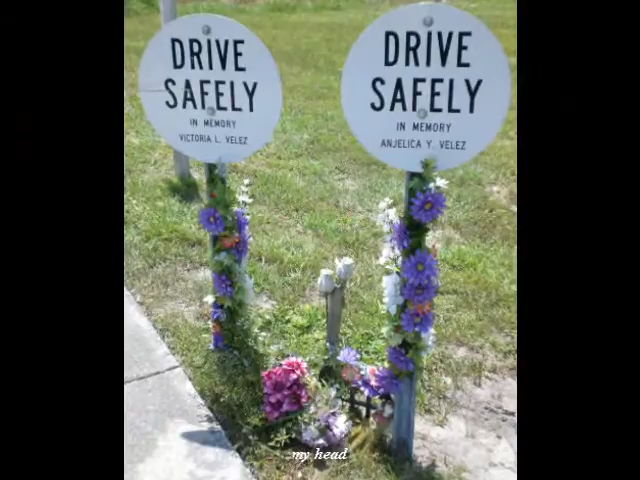 DRIVE
SAFELY
IN MEMORY
VICTORIA L. VELEZ
DRIVE
SAFELY
IN MEMORY
ANJELICA Y. VELEZ
my head